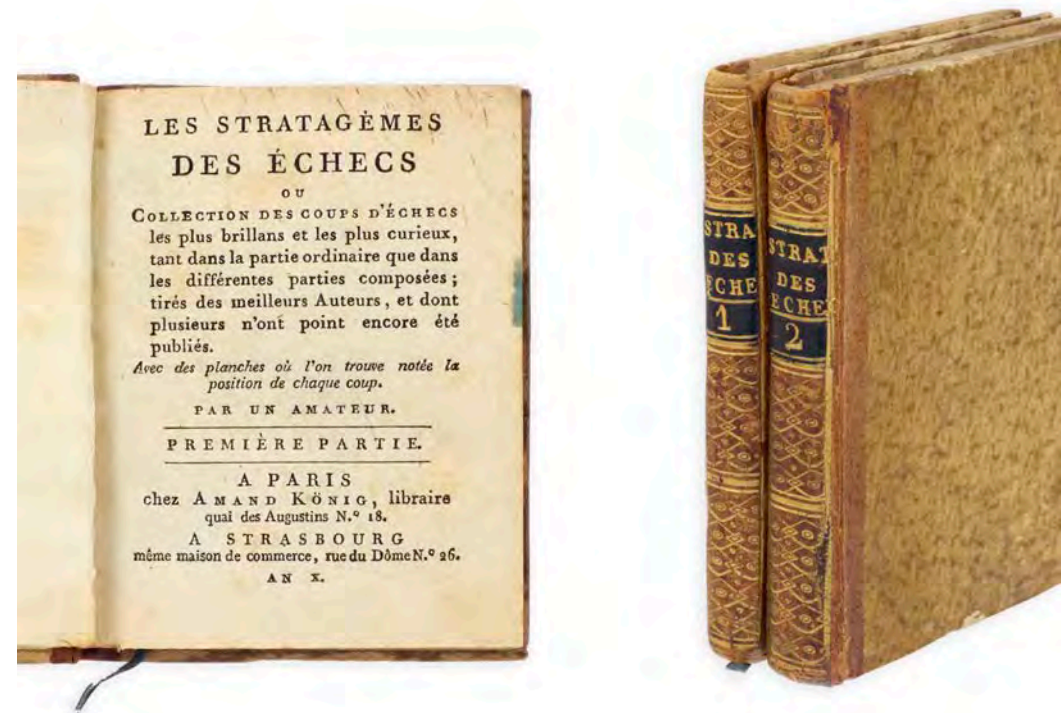 LES STRATAGÈMES
DES ÉCHECS
OU
COLLECTION DES COUPS D'ÉCHECS
les plus brillans et les plus curieux,
tant dans la partie ordinaire que dans
les différentes parties composées ;
tirés des meilleurs Auteurs, et dont
plusieurs n'ont point encore été
publiés.
Avec des planches où l'on trouve notée la
position de chaque coup.
PAR UN AMATEUR.
PREMIÈRE PARTIE.
A PARIS
chez AMAND KÖNIG, libraire
quai des Augustins N.º 18.
A STRASBOURG
même maison de commerce, rue du Dôme N.º 26.
AN X.
STRA
DES
ECHE
1
STRAT
DES
ECHE
2